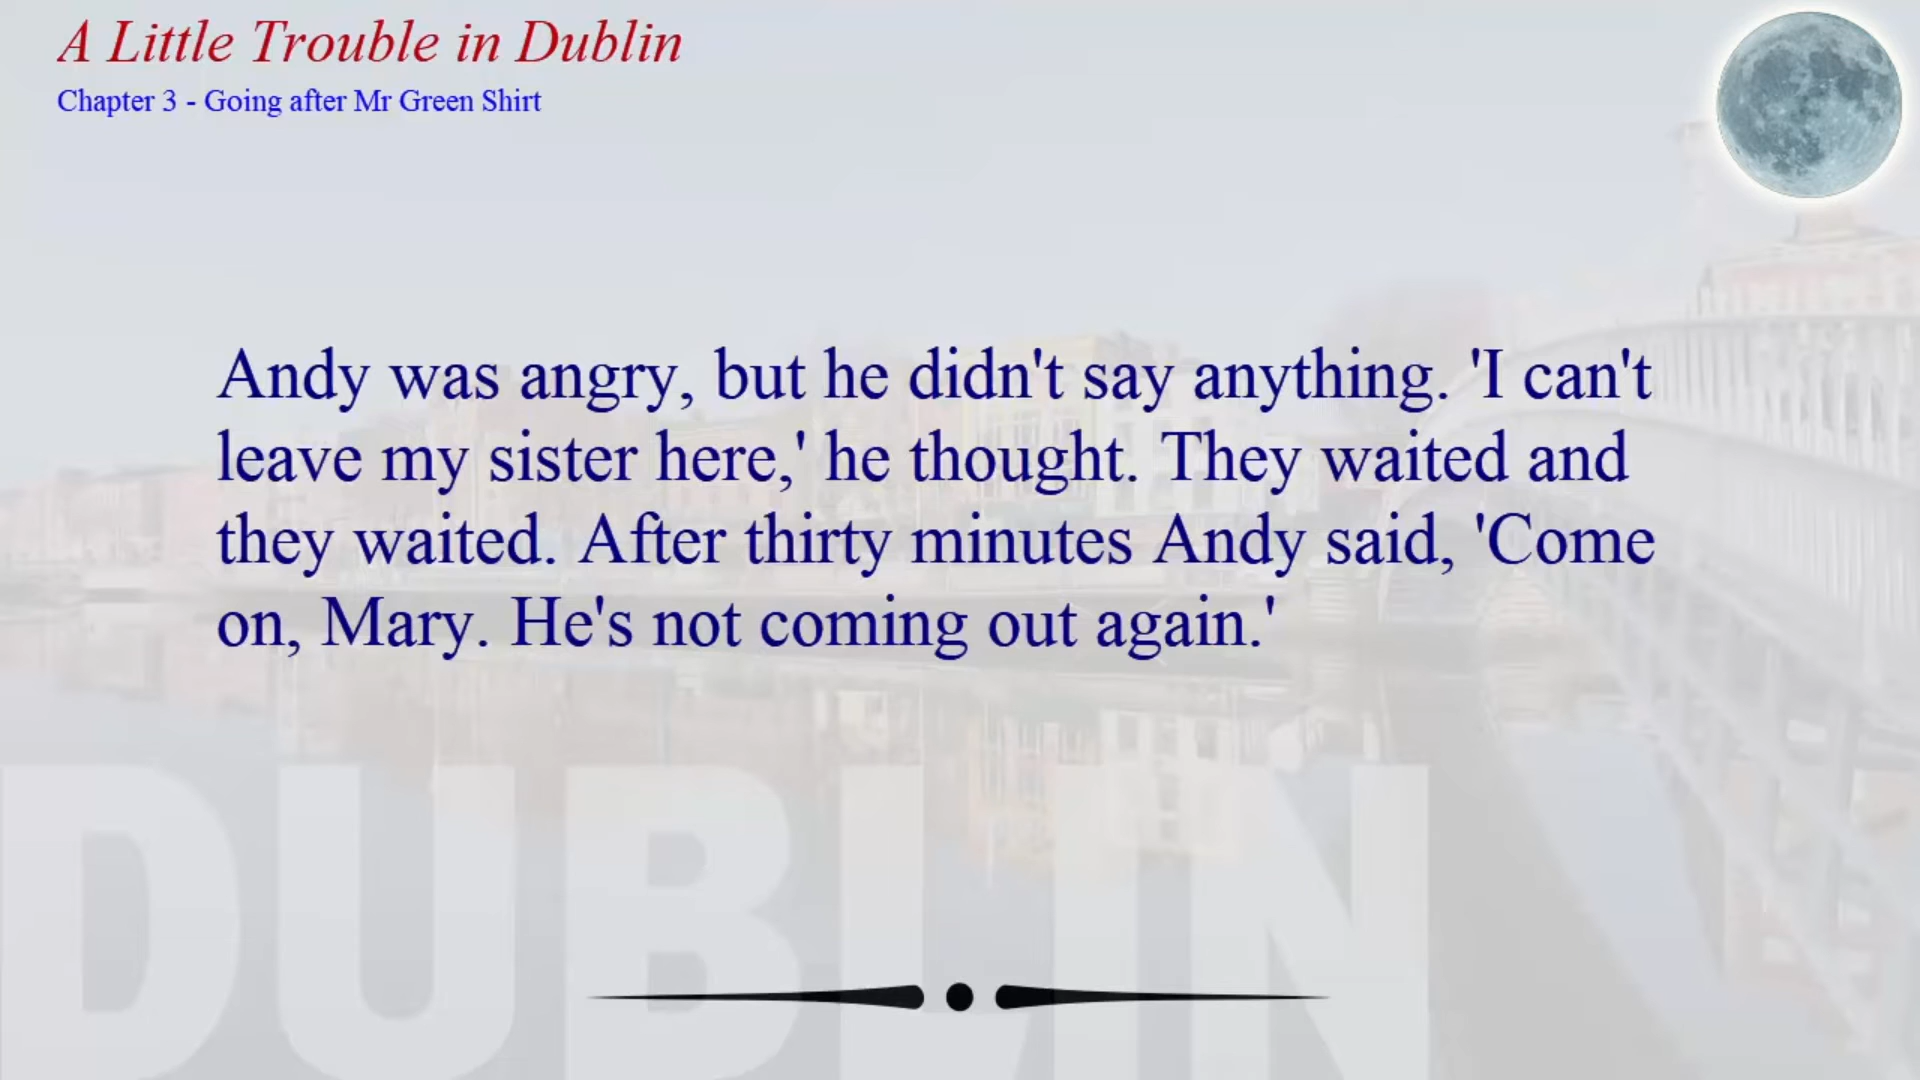 A Little Trouble in Dublin
Chapter 3 - Going after Mr Green Shirt
Andy was angry, but he didn't say anything. 'I can't
leave my sister here,' he thought. They waited and
they waited. After thirty minutes Andy said, 'Come
on, Mary. He's not coming out again.'
DUBLIN